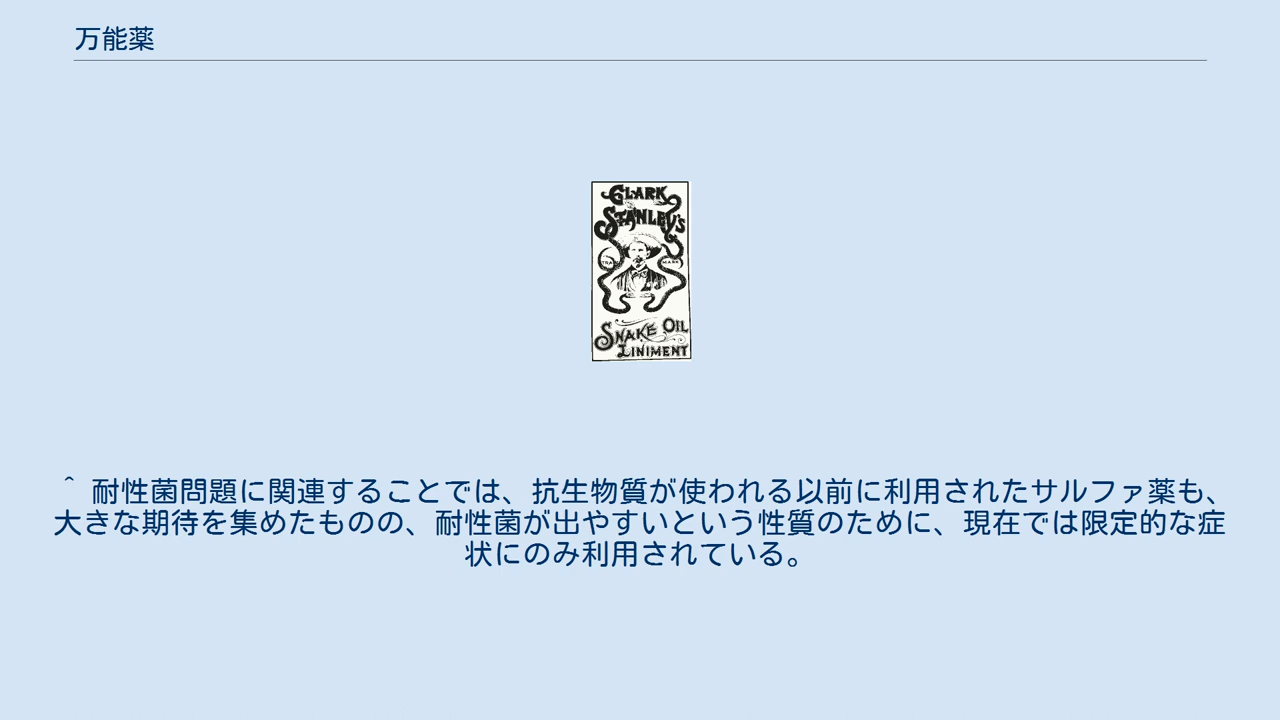 万能薬
CLARK
STANLEY'S
TRADE MARK
SNAKE OIL
LINIMENT
^ 耐性菌問題に関連することでは、抗生物質が使われる以前に利用されたサルファ薬も、
大きな期待を集めたものの、耐性菌が出やすいという性質のために、現在では限定的な症
状にのみ利用されている。